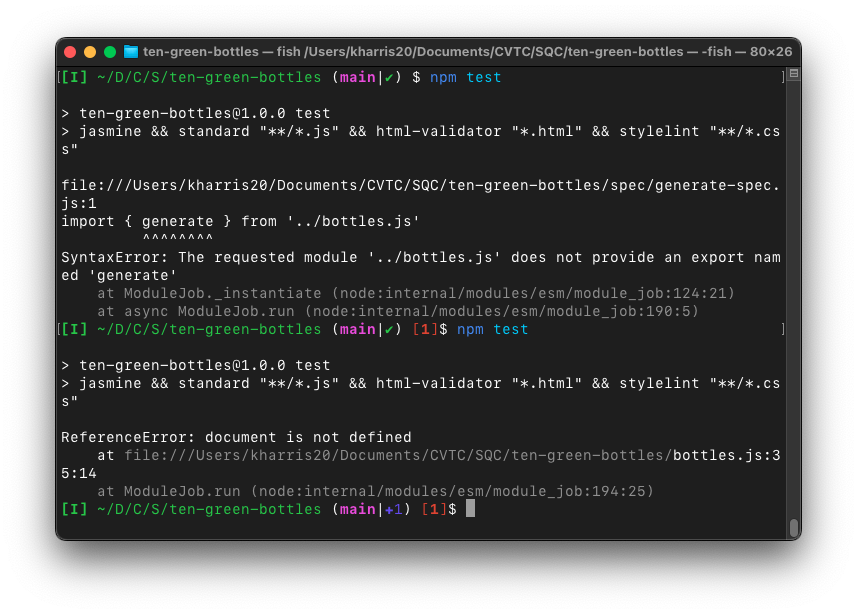 ten-green-bottles — fish /Users/kharris20/Documents/CVTC/SQC/ten-green-bottles — -fish — 80×26
[[I] ~/D/C/S/ten-green-bottles (main|✔) $ npm test ]

> ten-green-bottles@1.0.0 test
> jasmine && standard "**/*.js" && html-validator "*.html" && stylelint "**/*.cs
s"

file:///Users/kharris20/Documents/CVTC/SQC/ten-green-bottles/spec/generate-spec.
js:1
import { generate } from '../bottles.js'
         ^^^^^^^^
SyntaxError: The requested module '../bottles.js' does not provide an export nam
ed 'generate'
    at ModuleJob._instantiate (node:internal/modules/esm/module_job:124:21)
    at async ModuleJob.run (node:internal/modules/esm/module_job:190:5)
[[I] ~/D/C/S/ten-green-bottles (main|✔) [1]$ npm test ]

> ten-green-bottles@1.0.0 test
> jasmine && standard "**/*.js" && html-validator "*.html" && stylelint "**/*.cs
s"

ReferenceError: document is not defined
    at file:///Users/kharris20/Documents/CVTC/SQC/ten-green-bottles/bottles.js:3
5:14
    at ModuleJob.run (node:internal/modules/esm/module_job:194:25)
[I] ~/D/C/S/ten-green-bottles (main|+1) [1]$